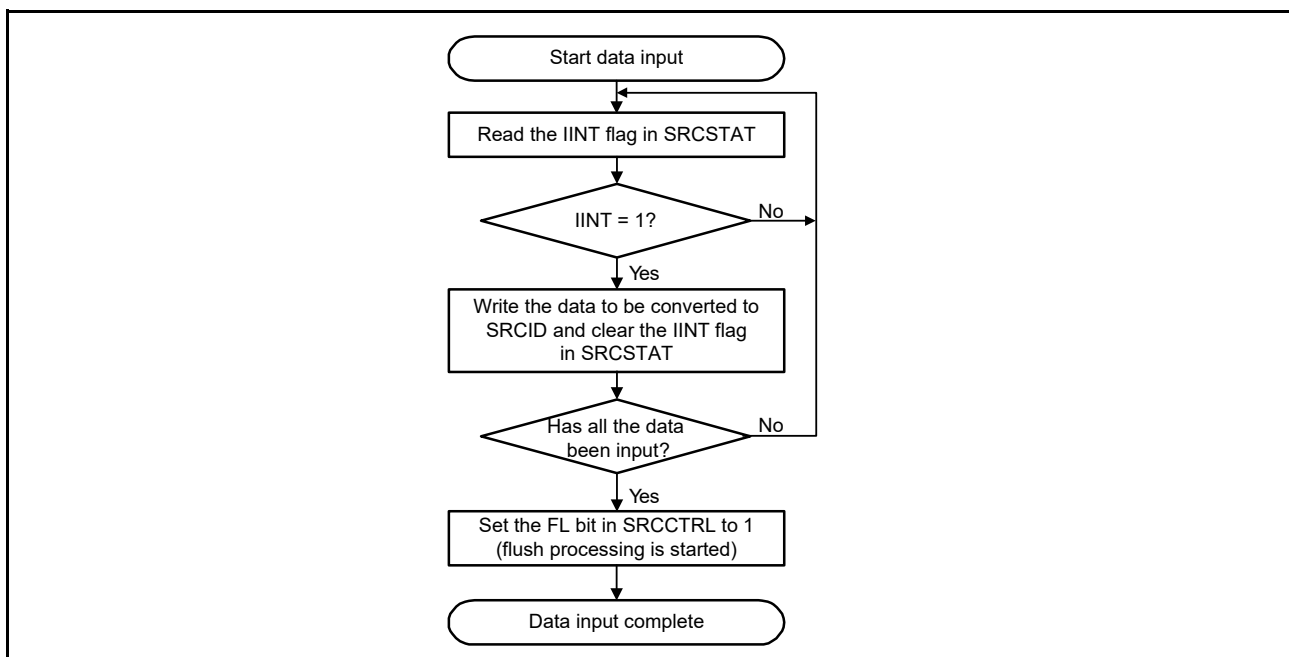 Start data input
Read the IINT flag in SRCSTAT
IINT = 1?
No
Yes
Write the data to be converted to
SRCID and clear the IINT flag
in SRCSTAT
Has all the data
been input?
No
Yes
Set the FL bit in SRCCTRL to 1
(flush processing is started)
Data input complete